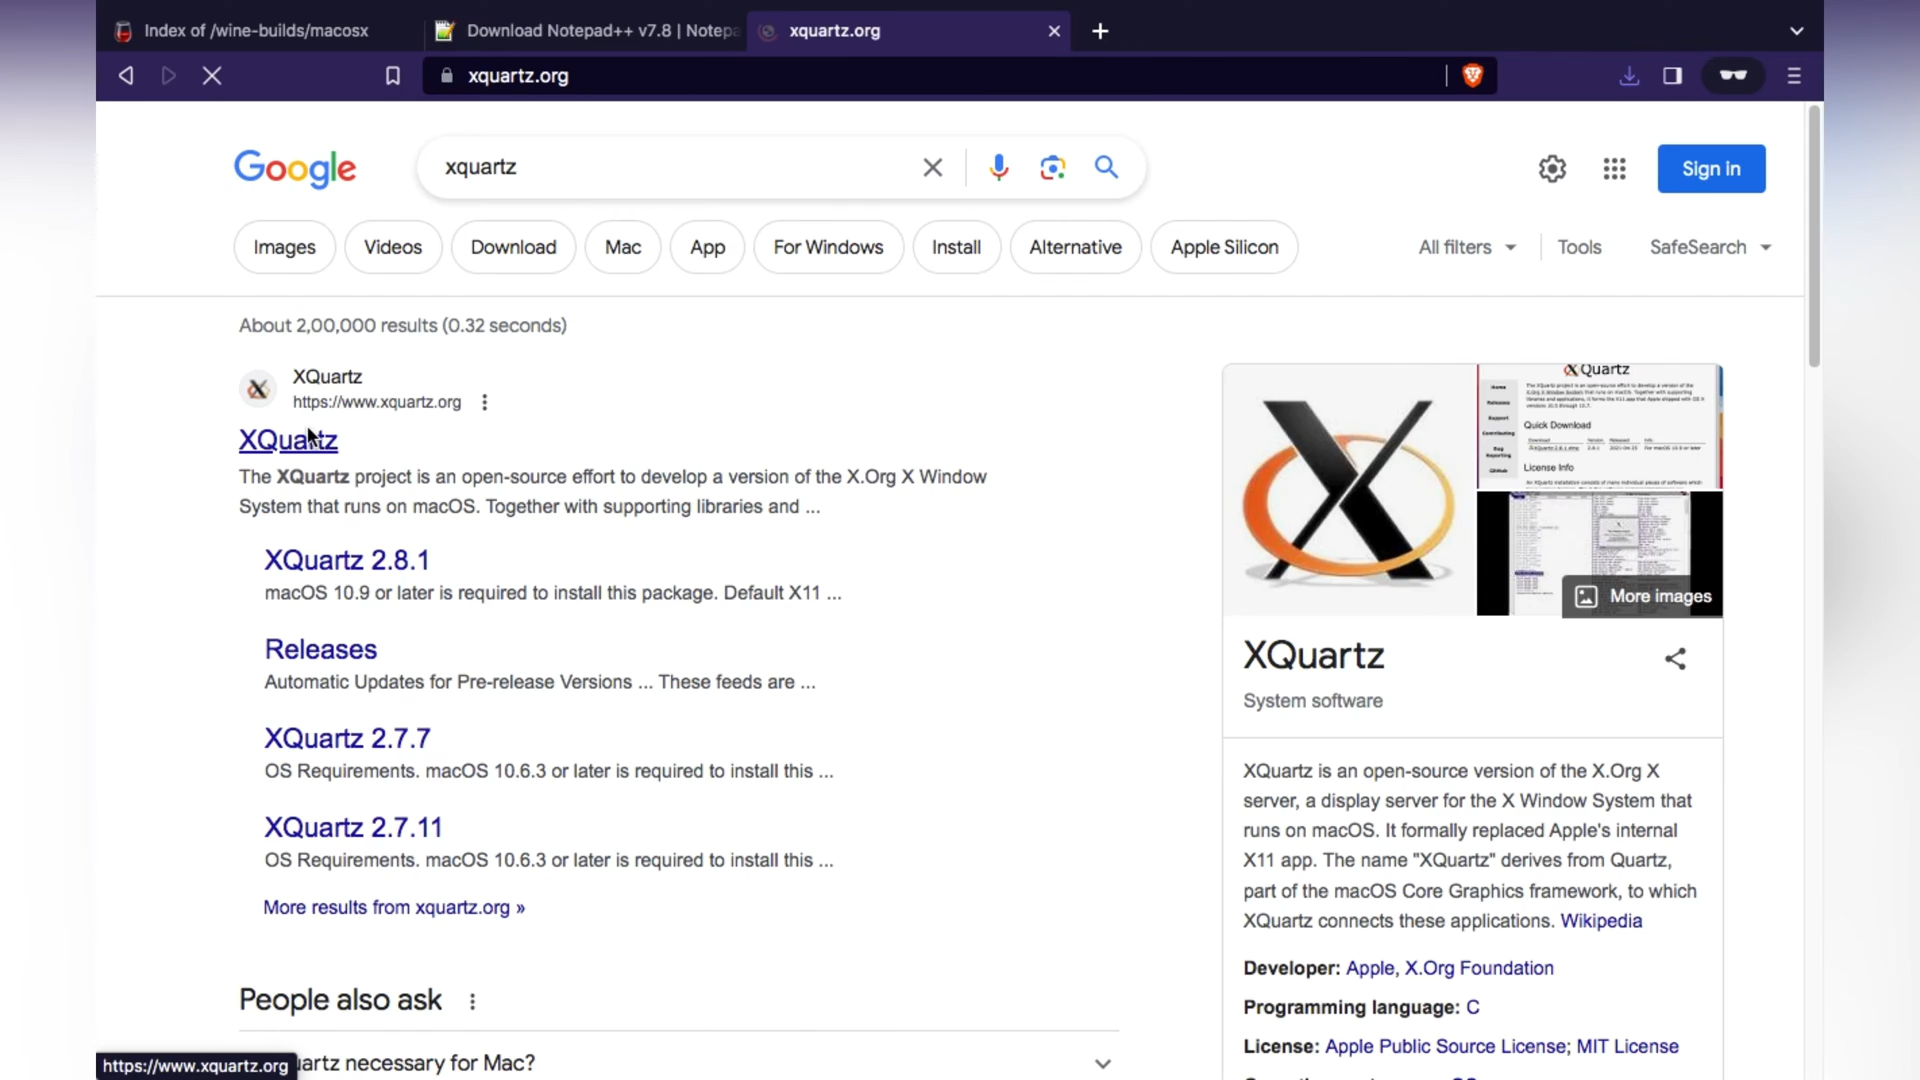 Index of /wine-builds/macosx
Download Notepad++ v7.8 | Notepa
xquartz.org
xquartz.org
Google
xquartz
Sign in
Images
Videos
Download
Mac
App
For Windows
Install
Alternative
Apple Silicon
All filters
Tools
SafeSearch
About 2,00,000 results (0.32 seconds)
XQuartz
https://www.xquartz.org
XQuartz
The XQuartz project is an open-source effort to develop a version of the X.Org X Window
System that runs on macOS. Together with supporting libraries and ...
XQuartz 2.8.1
macOS 10.9 or later is required to install this package. Default X11 ...
Releases
Automatic Updates for Pre-release Versions ... These feeds are ...
XQuartz 2.7.7
OS Requirements. macOS 10.6.3 or later is required to install this ...
XQuartz 2.7.11
OS Requirements. macOS 10.6.3 or later is required to install this ...
More results from xquartz.org »
People also ask
artz necessary for Mac?
https://www.xquartz.org
XQuartz
Quick Download
License Info
More images
XQuartz
System software
XQuartz is an open-source version of the X.Org X
server, a display server for the X Window System that
runs on macOS. It formally replaced Apple's internal
X11 app. The name "XQuartz" derives from Quartz,
part of the macOS Core Graphics framework, to which
XQuartz connects these applications. Wikipedia
Developer: Apple, X.Org Foundation
Programming language: C
License: Apple Public Source License; MIT License